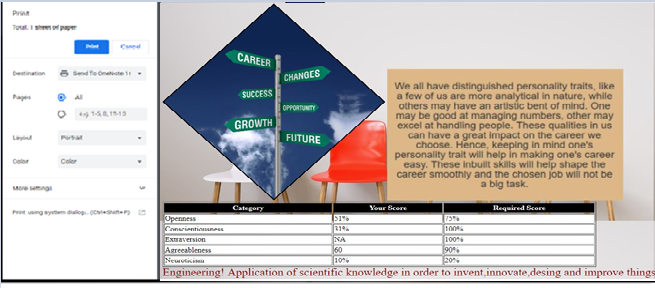 Print
Total: 1 sheet of paper
Print Cancel
Destination Send To OneNote 1
Pages All
e.g. 1-5, 8, 11-13
Layout Portrait
Color Color
More settings
Print using system dialog... (Ctrl+Shift+P)
CAREER
CHANGES
SUCCESS
OPPORTUNITY
GROWTH
FUTURE
We all have distinguished personality traits, like
a few of us are more analytical in nature, while
others may have an artistic bent of mind. One
may be good at managing numbers, other may
excel at handling people. These qualities in us
can have a great impact on the career we
choose. Hence, keeping in mind one's
personality trait will help in making one's career
easy. These inbuilt skills will help shape the
career smoothly and the chosen job will not be
a big task.
Category Your Score Required Score
Openness 51% 75%
Conscientiousness 31% 100%
Extraversion NA 100%
Agreeableness 60 90%
Neuroticism 10% 20%
Engineering! Application of scientific knowledge in order to invent,innovate,desing and improve things